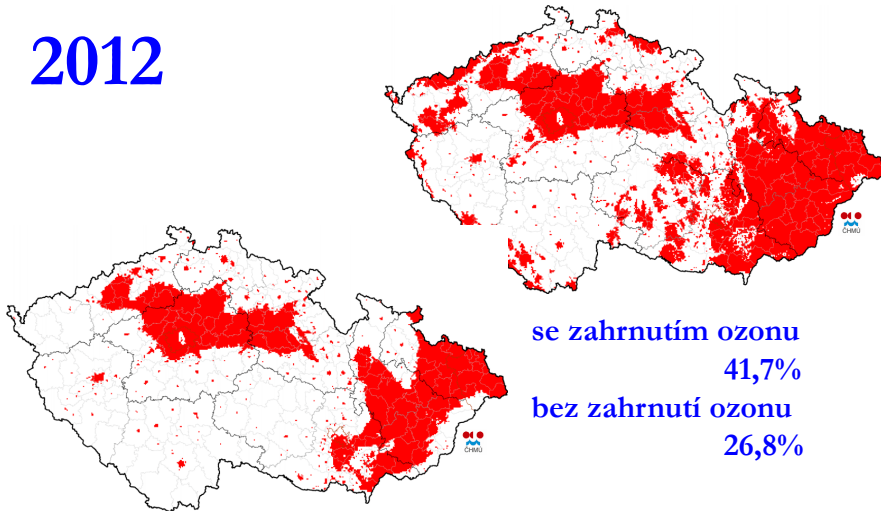 2012
ČHMÚ
se zahrnutím ozonu
41,7%
bez zahrnutí ozonu
26,8%
ČHMÚ